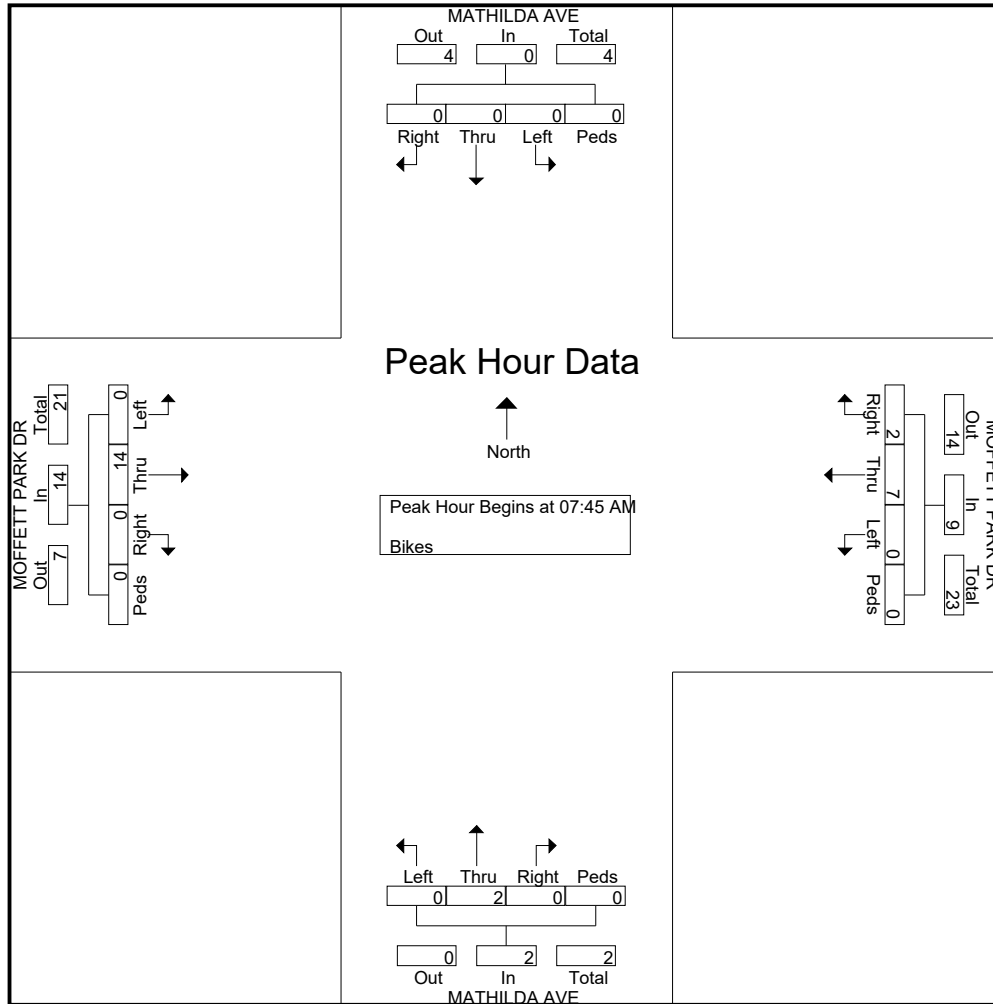 MATHILDA AVE
Out In Total
4 0 4
0 0 0 0
Right Thru Left Peds
Peak Hour Data
North
Peak Hour Begins at 07:45 AM
Bikes
MOFFETT PARK DR
Out In Total
7 14 21
0 14 0 0
Left Thru Right Peds
MOFFETT PARK DR
Out In Total
14 9 23
2 7 0 0
Right Thru Left Peds
Left Thru Right Peds
0 2 0 0
0 2 2
Out In Total
MATHILDA AVE